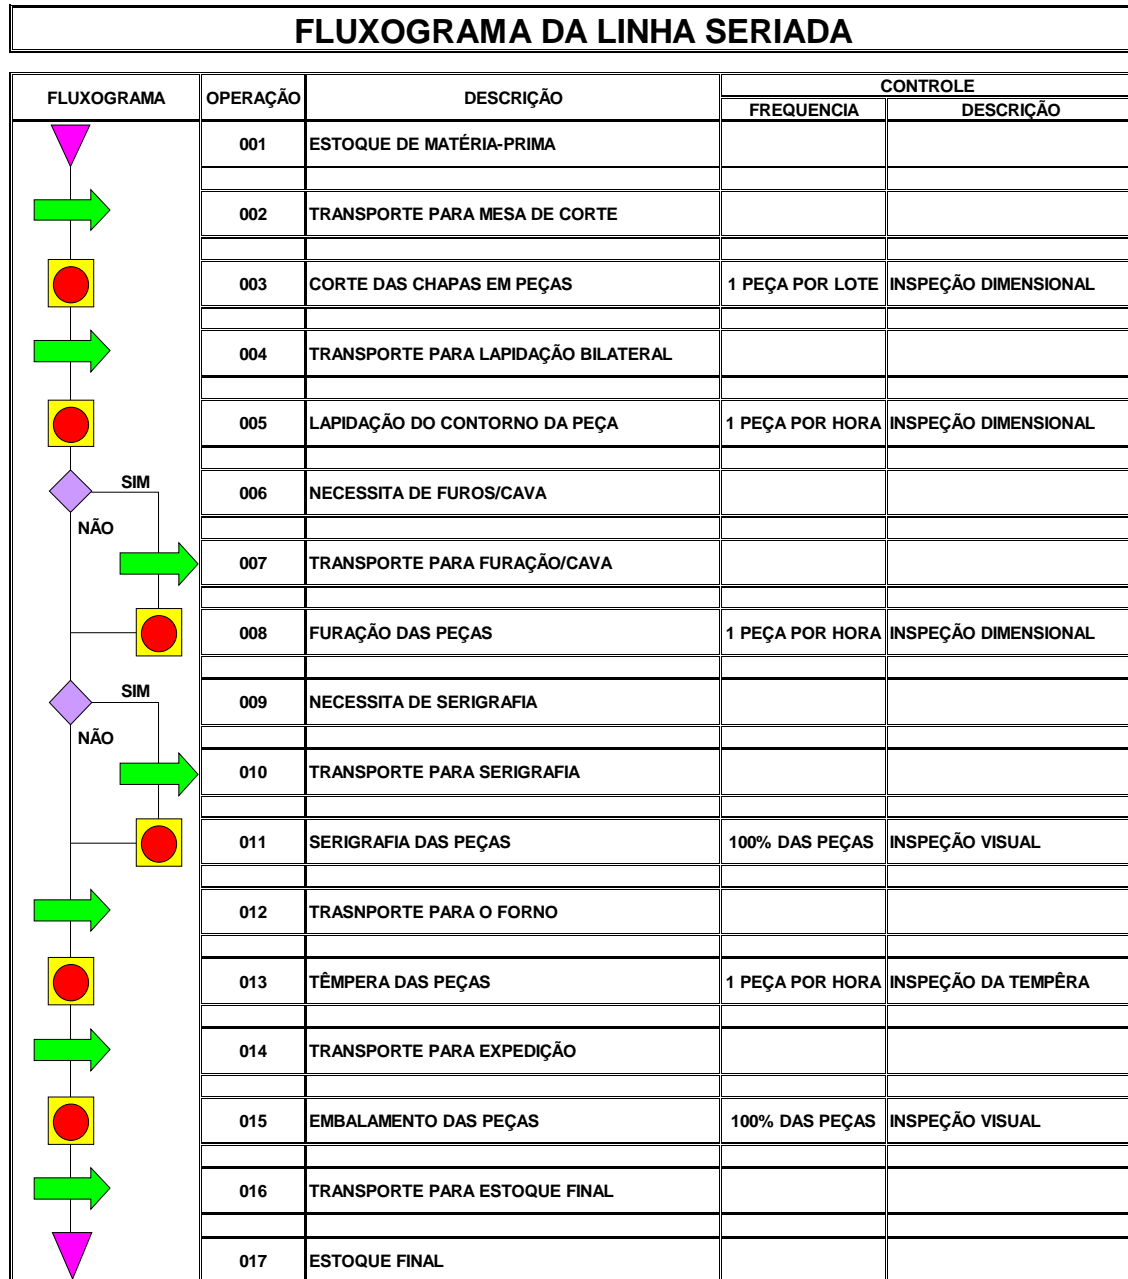 FLUXOGRAMA DA LINHA SERIADA
FLUXOGRAMA OPERAÇÃO DESCRIÇÃO CONTROLE
FREQUENCIA DESCRIÇÃO
001 ESTOQUE DE MATÉRIA-PRIMA
002 TRANSPORTE PARA MESA DE CORTE
003 CORTE DAS CHAPAS EM PEÇAS 1 PEÇA POR LOTE INSPEÇÃO DIMENSIONAL
004 TRANSPORTE PARA LAPIDAÇÃO BILATERAL
005 LAPIDAÇÃO DO CONTORNO DA PEÇA 1 PEÇA POR HORA INSPEÇÃO DIMENSIONAL
SIM
006 NECESSITA DE FUROS/CAVA
NÃO
007 TRANSPORTE PARA FURAÇÃO/CAVA
008 FURAÇÃO DAS PEÇAS 1 PEÇA POR HORA INSPEÇÃO DIMENSIONAL
SIM
009 NECESSITA DE SERIGRAFIA
NÃO
010 TRANSPORTE PARA SERIGRAFIA
011 SERIGRAFIA DAS PEÇAS 100% DAS PEÇAS INSPEÇÃO VISUAL
012 TRASNPORTE PARA O FORNO
013 TÊMPERA DAS PEÇAS 1 PEÇA POR HORA INSPEÇÃO DA TEMPÊRA
014 TRANSPORTE PARA EXPEDIÇÃO
015 EMBALAMENTO DAS PEÇAS 100% DAS PEÇAS INSPEÇÃO VISUAL
016 TRANSPORTE PARA ESTOQUE FINAL
017 ESTOQUE FINAL